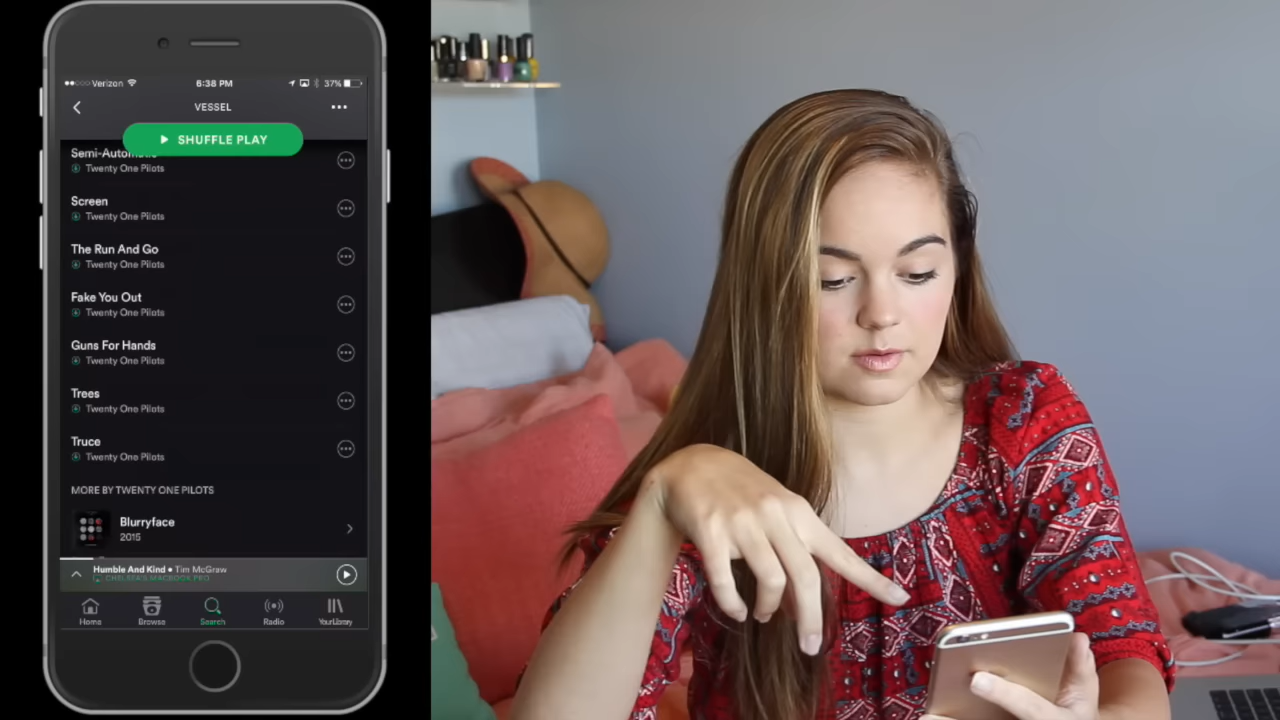 Verizon 6:38 PM 37%
VESSEL
SHUFFLE PLAY
Semi-Automatic
Twenty One Pilots
Screen
Twenty One Pilots
The Run And Go
Twenty One Pilots
Fake You Out
Twenty One Pilots
Guns For Hands
Twenty One Pilots
Trees
Twenty One Pilots
Truce
Twenty One Pilots
MORE BY TWENTY ONE PILOTS
Blurryface
2015
Humble And Kind • Tim McGraw
CHELSEA'S MACBOOK PRO
Home Browse Search Radio Your Library